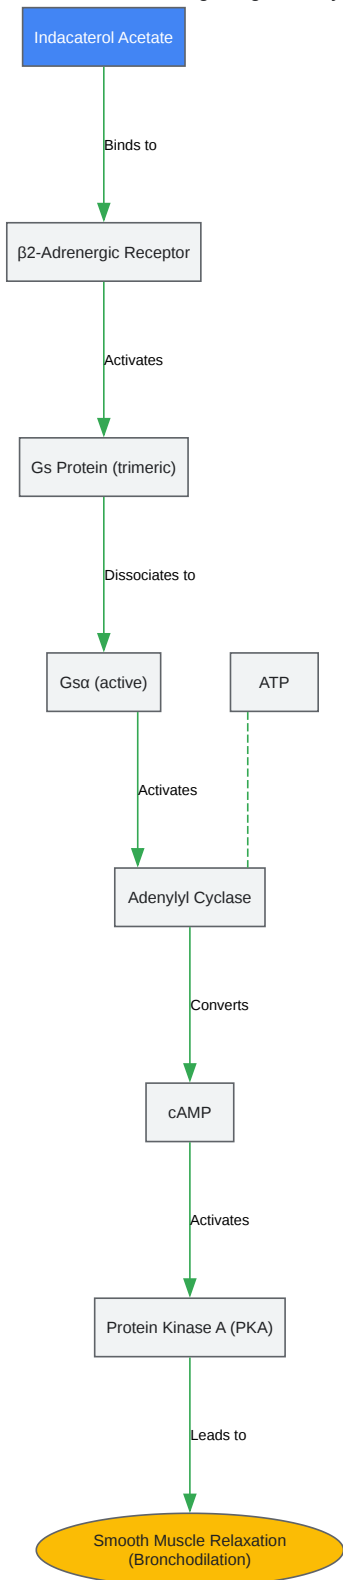 Indacaterol Acetate
Binds to
β2-Adrenergic Receptor
Activates
Gs Protein (trimeric)
Dissociates to
Gsα (active)
ATP
Activates
Adenylyl Cyclase
Converts
cAMP
Activates
Protein Kinase A (PKA)
Leads to
Smooth Muscle Relaxation
(Bronchodilation)